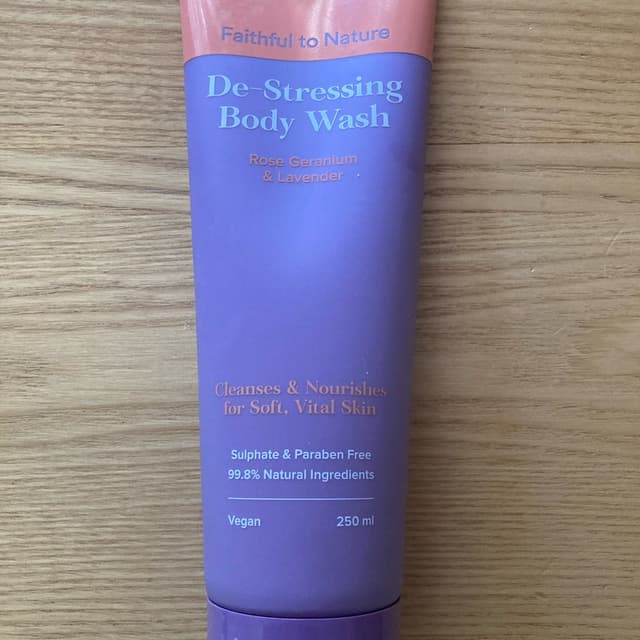 Faithful to Nature
De-Stressing
Body Wash
Rose Geranium
& Lavender
Cleanses & Nourishes
for Soft, Vital Skin
Sulphate & Paraben Free
99.8% Natural Ingredients
Vegan 250 ml